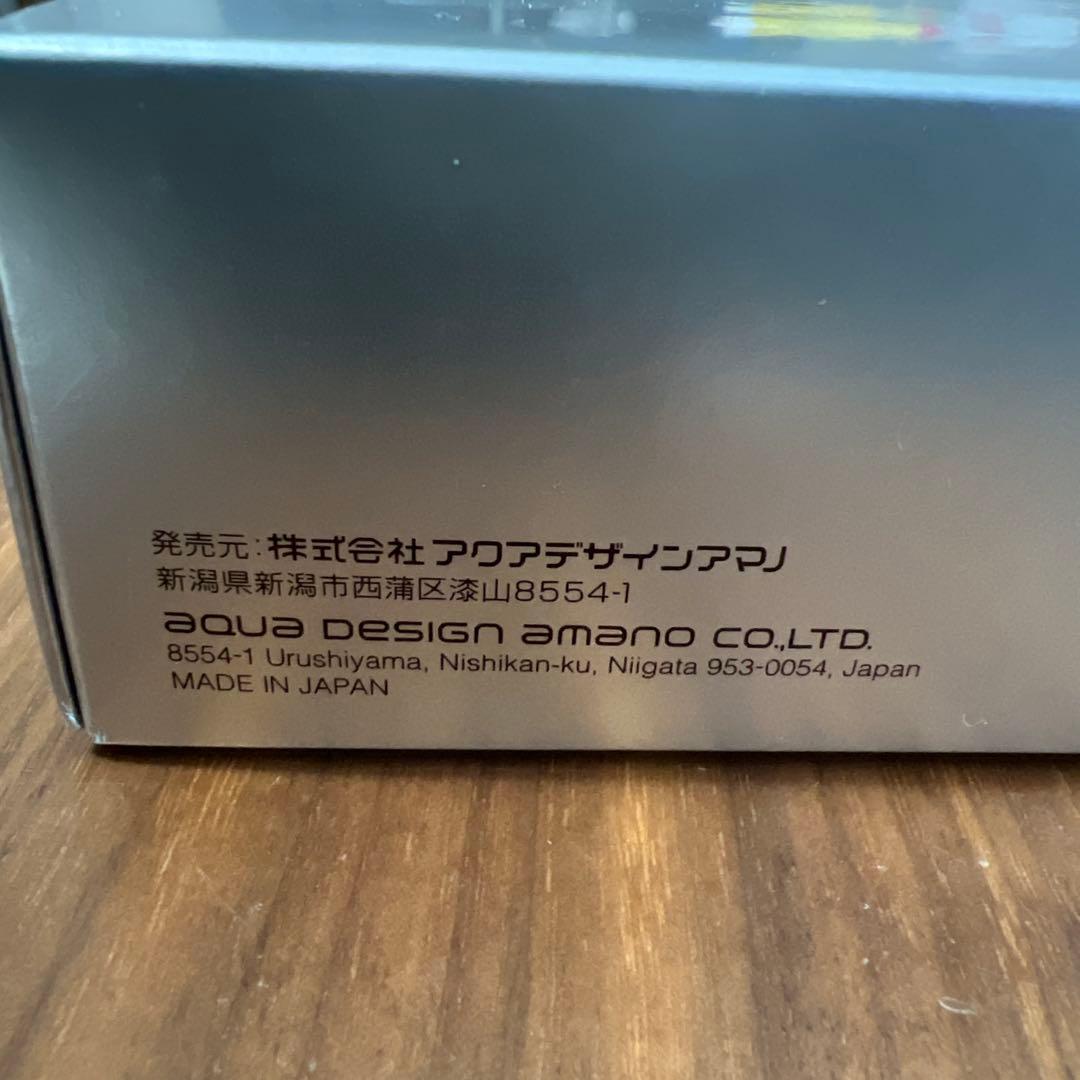 発売元:株式会社 アクアデザインアマノ
新潟県新潟市西蒲区漆山8554-1
aqua DesiGn amano CO.,LTD.
8554-1 Urushiyama, Nishikan-ku, Niigata 953-0054, Japan
MADE IN JAPAN